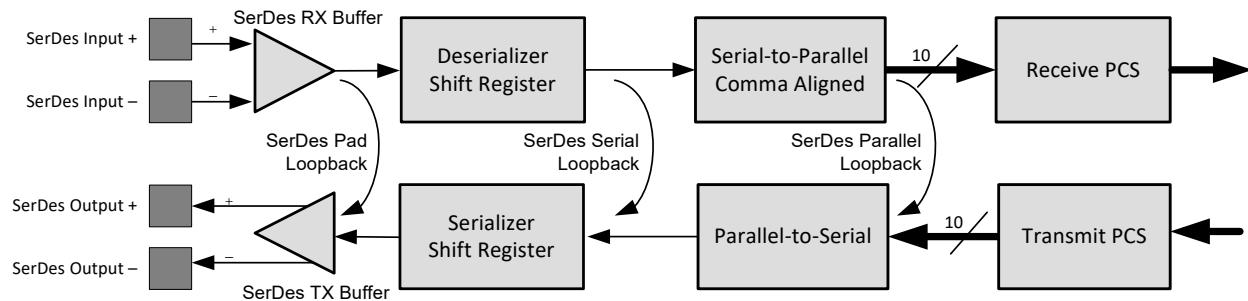 SerDes RX Buffer
SerDes Input +
+
SerDes Input –
–
Deserializer
Shift Register
Serial-to-Parallel
Comma Aligned
10
Receive PCS
SerDes Pad
Loopback
SerDes Serial
Loopback
SerDes Parallel
Loopback
SerDes Output +
+
SerDes Output –
–
SerDes TX Buffer
Serializer
Shift Register
Parallel-to-Serial
10
Transmit PCS